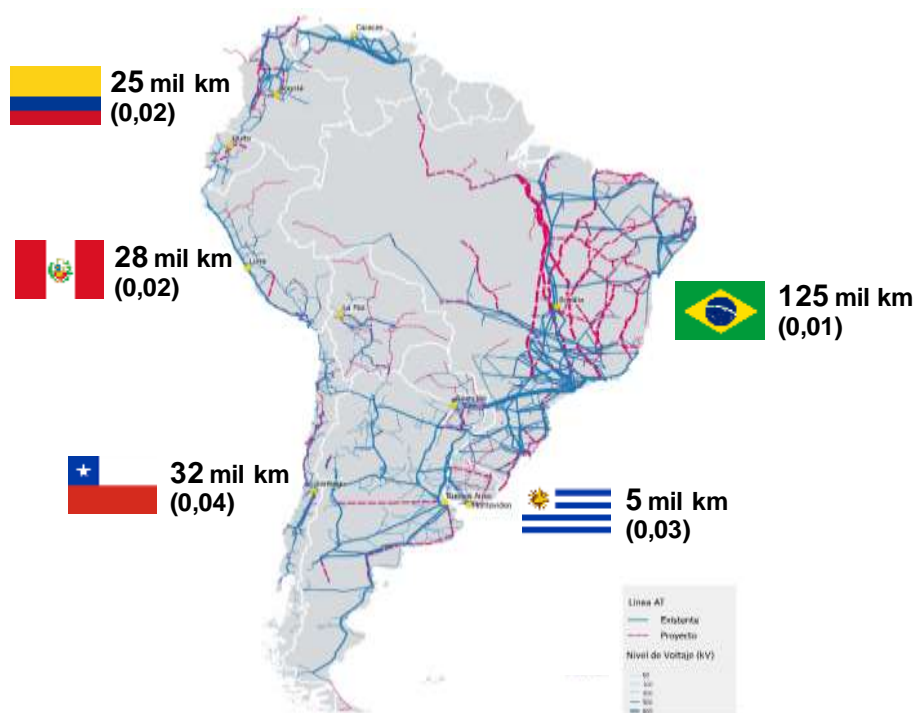 Caracas
25 mil km
(0,02)
Bogotá
Quito
28 mil km
(0,02)
Lima
La Paz
Brasilia
125 mil km
(0,01)
Asunción
32 mil km
(0,04)
Santiago
Buenos Aires
Montevideo
5 mil km
(0,03)
Linea AT
Existente
Proyecto
Nivel de Voltaje (kV)